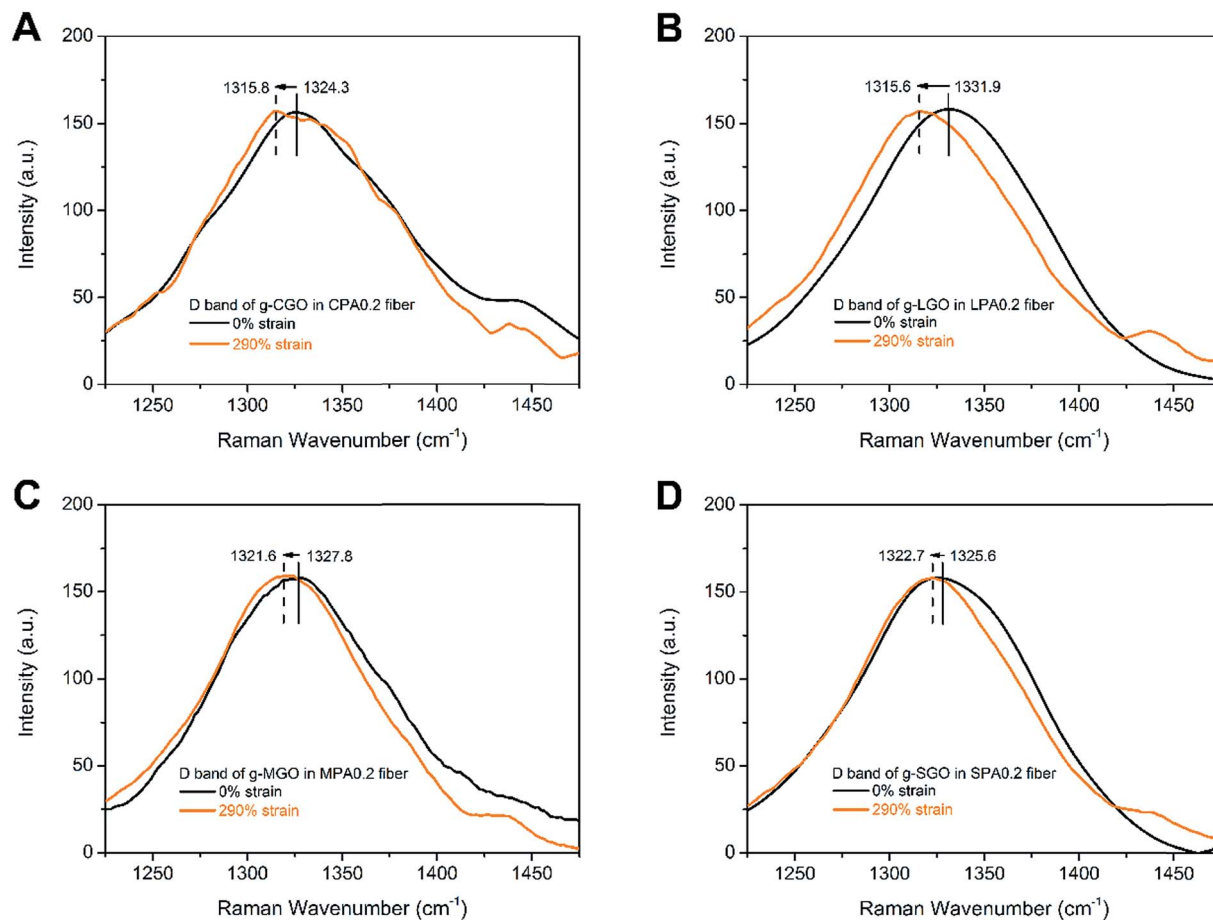 A
200
150
100
50
0
Intensity (a.u.)
1315.8 1324.3
D band of g-CGO in CPA0.2 fiber
0% strain
290% strain
1250 1300 1350 1400 1450
Raman Wavenumber (cm⁻¹)
B
200
150
100
50
0
Intensity (a.u.)
1315.6 1331.9
D band of g-LGO in LPA0.2 fiber
0% strain
290% strain
1250 1300 1350 1400 1450
Raman Wavenumber (cm⁻¹)
C
200
150
100
50
0
Intensity (a.u.)
1321.6 1327.8
D band of g-MGO in MPA0.2 fiber
0% strain
290% strain
1250 1300 1350 1400 1450
Raman Wavenumber (cm⁻¹)
D
200
150
100
50
0
Intensity (a.u.)
1322.7 1325.6
D band of g-SGO in SPA0.2 fiber
0% strain
290% strain
1250 1300 1350 1400 1450
Raman Wavenumber (cm⁻¹)